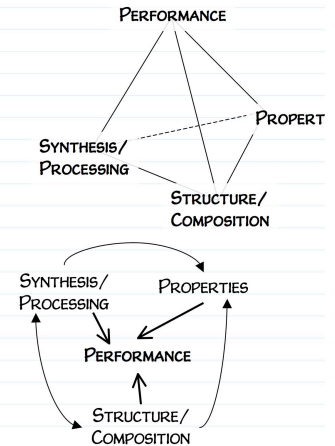 PERFORMANCE
PROPERT
SYNTHESIS/
PROCESSING
STRUCTURE/
COMPOSITION
SYNTHESIS/
PROCESSING
PROPERTIES
PERFORMANCE
STRUCTURE/
COMPOSITION